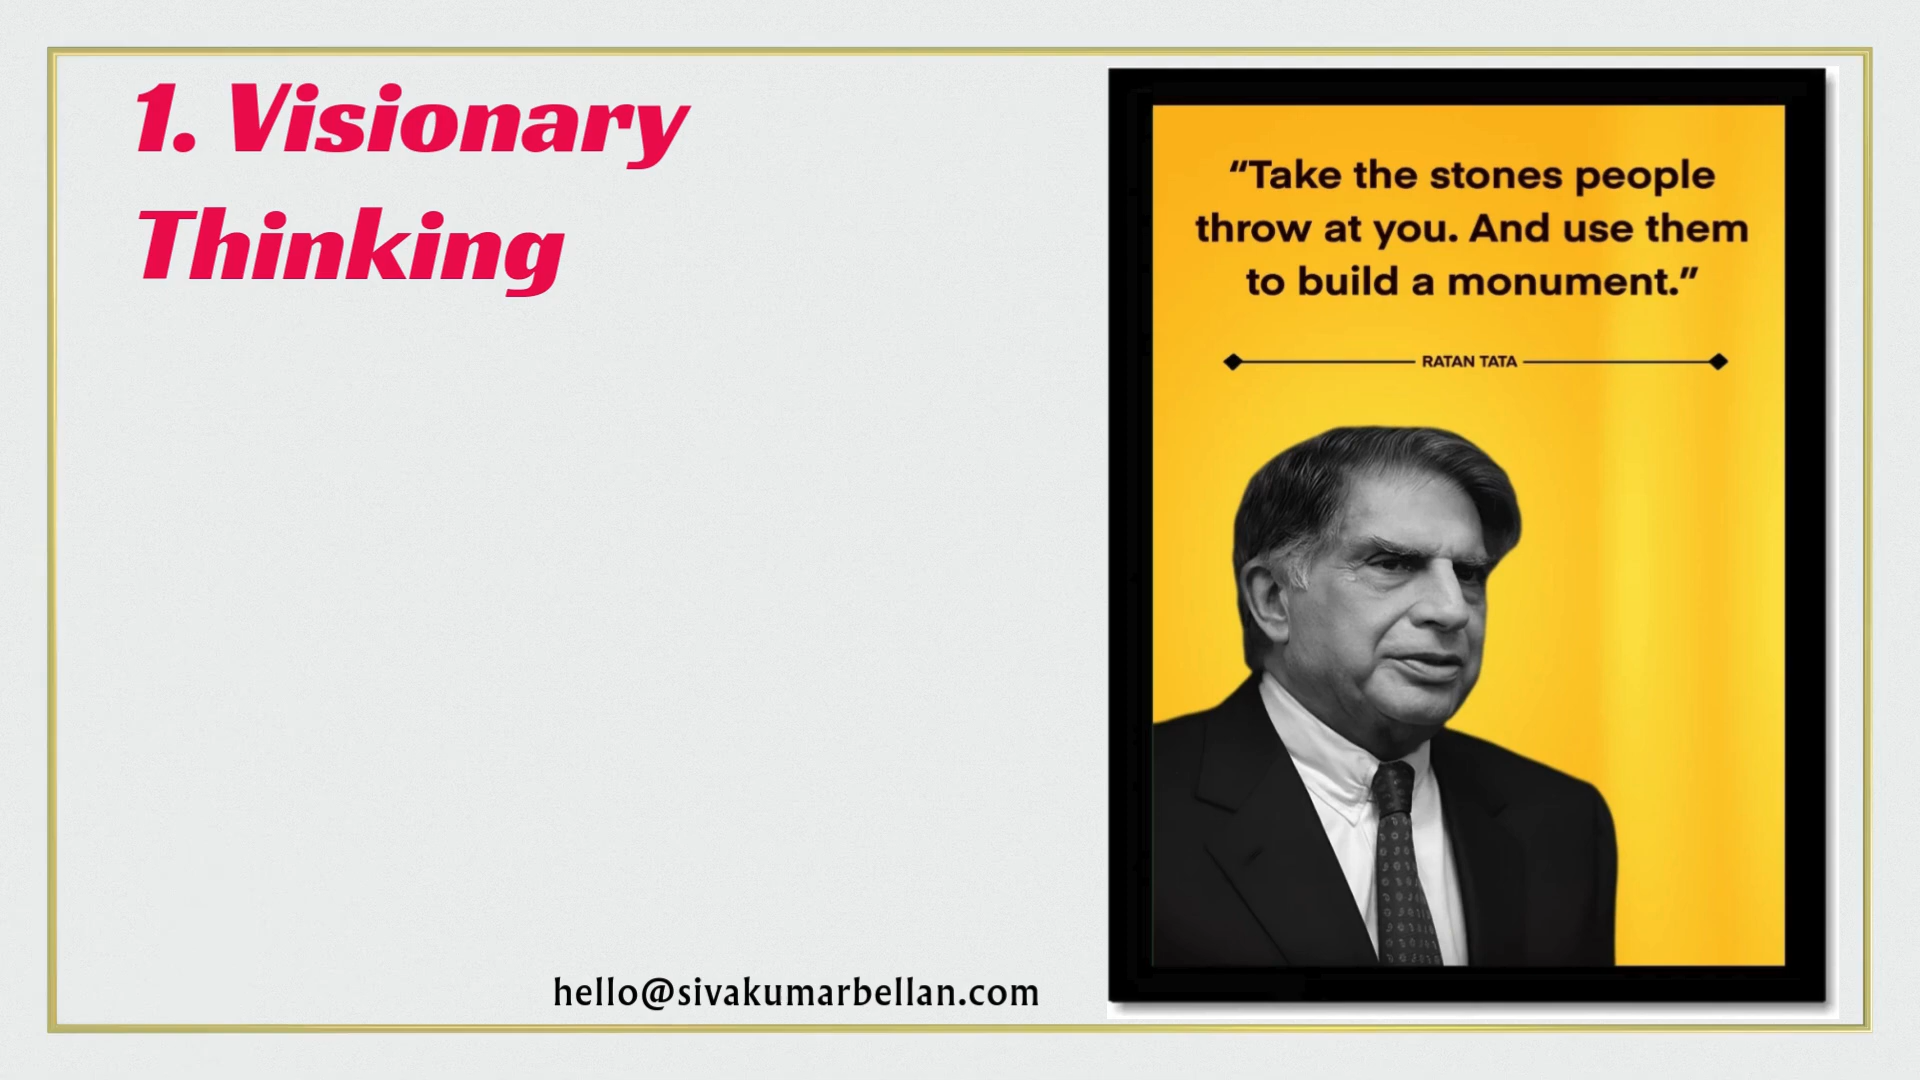 1. Visionary
Thinking
“Take the stones people
throw at you. And use them
to build a monument.”
RATAN TATA
hello@sivakumarbellan.com